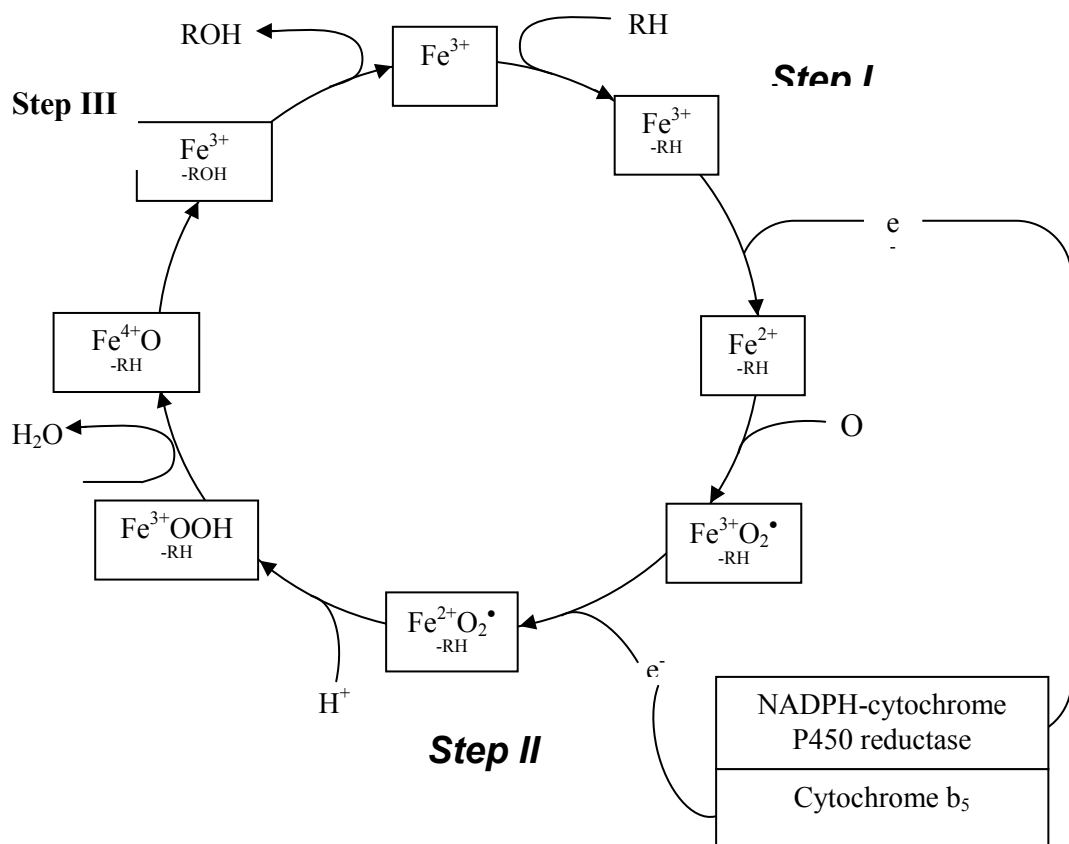 ROH
Fe³⁺
RH
Step I
Step III
Fe³⁺
-RH
Fe³⁺
-ROH
e
-
Fe⁴⁺O
-RH
Fe²⁺
-RH
H₂O
O
Fe³⁺OOH
-RH
Fe³⁺O₂•
-RH
Fe²⁺O₂•
-RH
e⁻
H⁺
NADPH-cytochrome
P450 reductase
Step II
Cytochrome b₅